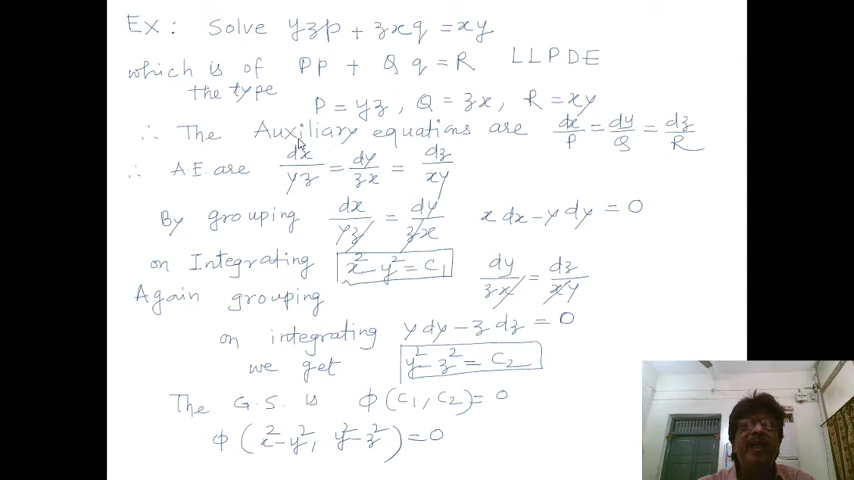 EX: Solve yzp + zxq = xy
which is of the type Pp + Qq = R LLPDE
P = yz, Q = zx, R = xy
∴ The Auxiliary equations are dx/P = dy/Q = dz/R
∴ A.E. are dx/yz = dy/zx = dz/xy
By grouping dx/yz = dy/zx x dx - y dy = 0
on Integrating x² - y² = C1
Again grouping dy/zx = dz/xy
on integrating y dy - z dz = 0
we get y² - z² = C2
The G.S. is ϕ(C1, C2) = 0
ϕ(x² - y², y² - z²) = 0